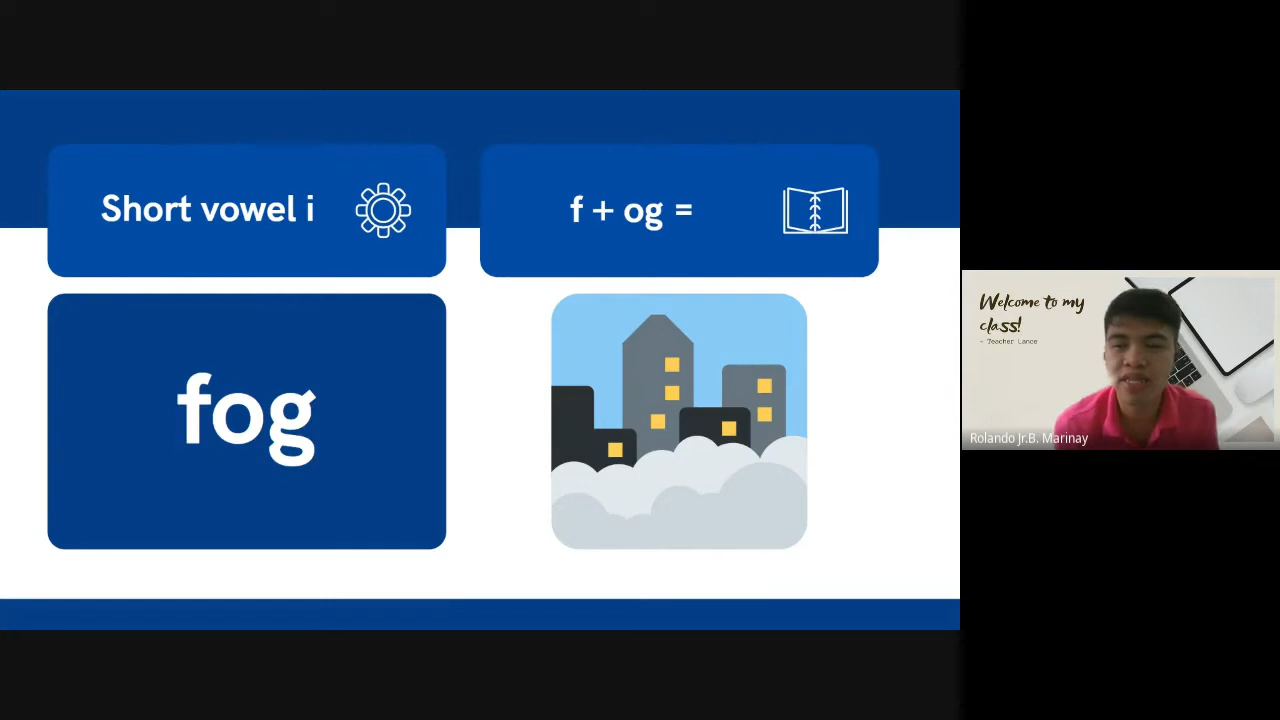 Short vowel i
f + og =
fog
Welcome to my
class!
- Teacher Lance
Rolando Jr.B. Marinay